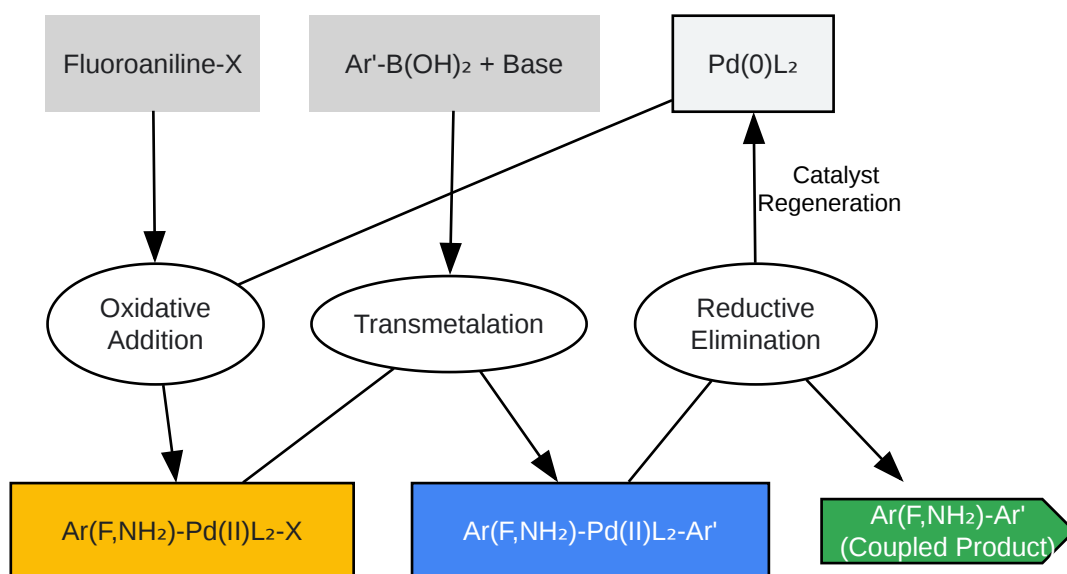 Fluoroaniline-X
Ar'-B(OH)₂ + Base
Pd(0)L₂
Catalyst
Regeneration
Oxidative
Addition
Transmetalation
Reductive
Elimination
Ar(F,NH₂)-Pd(II)L₂-X
Ar(F,NH₂)-Pd(II)L₂-Ar'
Ar(F,NH₂)-Ar'
(Coupled Product)